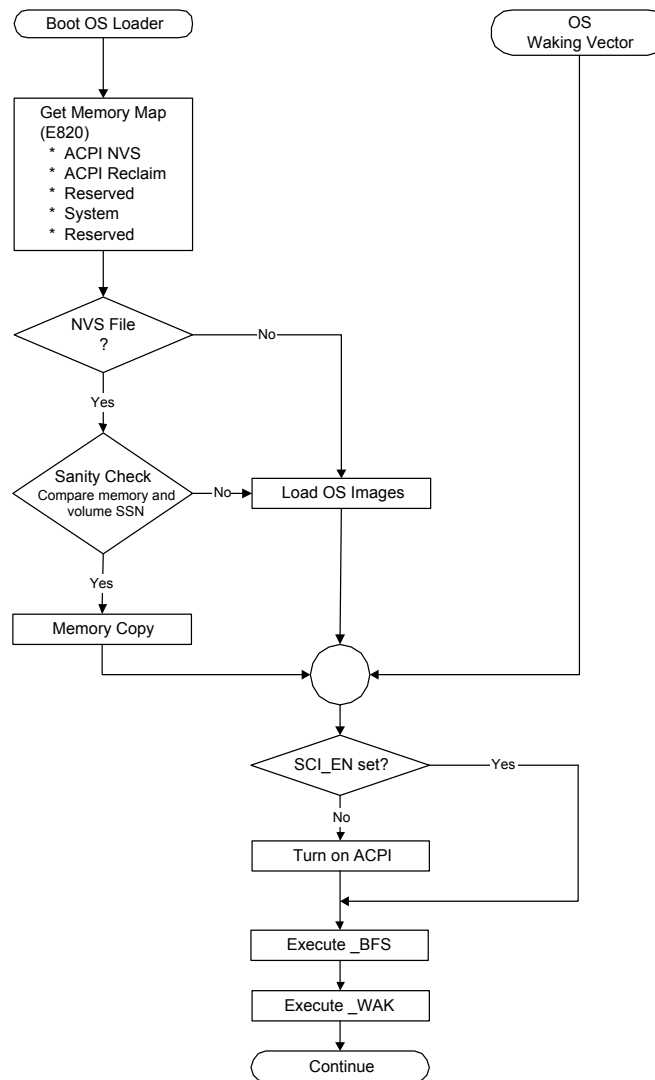 Boot OS Loader
OS
Waking Vector
Get Memory Map
(E820)
* ACPI NVS
* ACPI Reclaim
* Reserved
* System
* Reserved
NVS File
?
No
Yes
Sanity Check
Compare memory and
volume SSN
No
Load OS Images
Yes
Memory Copy
SCI_EN set?
Yes
No
Turn on ACPI
Execute _BFS
Execute _WAK
Continue